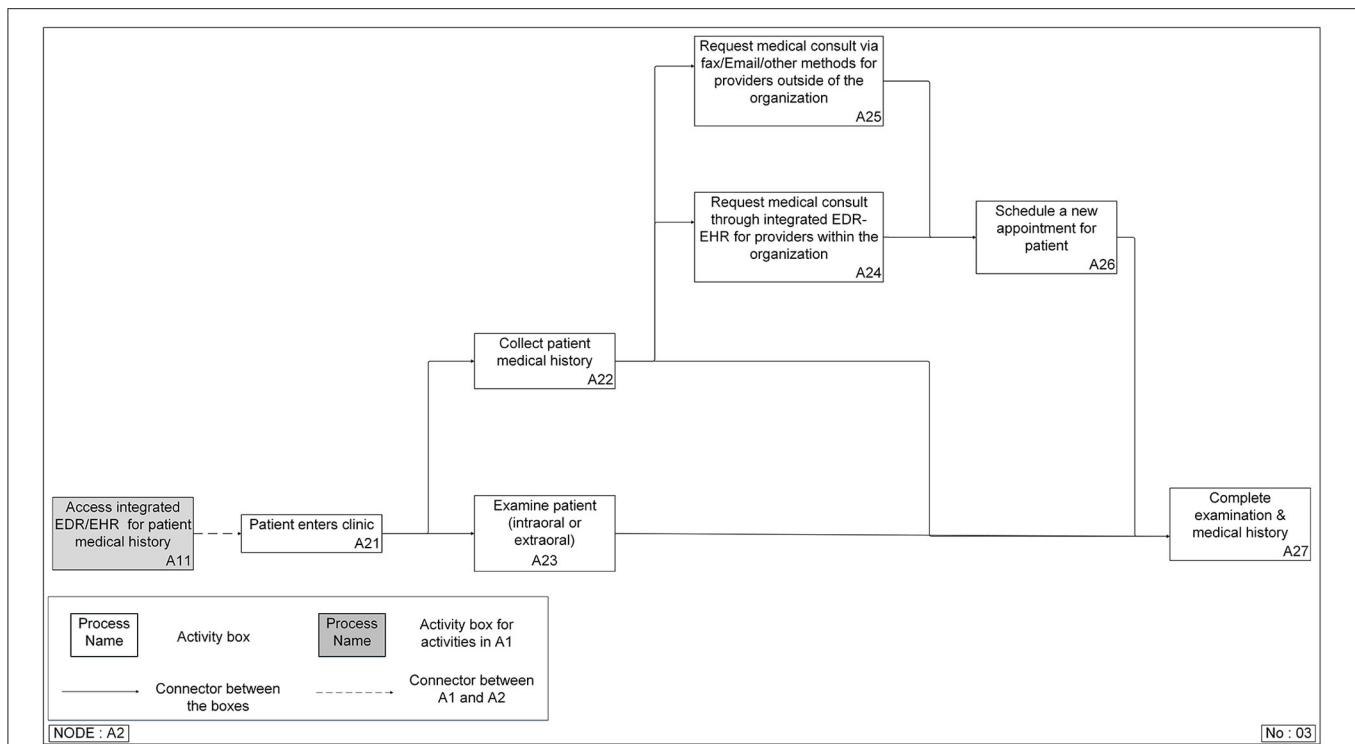 Request medical consult via
fax/Email/other methods for
providers outside of the
organization
A25
Request medical consult
through integrated EDR-
EHR for providers within the
organization
A24
Schedule a new
appointment for
patient
A26
Collect patient
medical history
A22
Access integrated
EDR/EHR for patient
medical history
A11
Patient enters clinic
A21
Examine patient
(intraoral or
extraoral)
A23
Complete
examination &
medical history
A27
Process
Name
Activity box
Process
Name
Activity box for
activities in A1
Connector between
the boxes
Connector between
A1 and A2
NODE : A2
No : 03